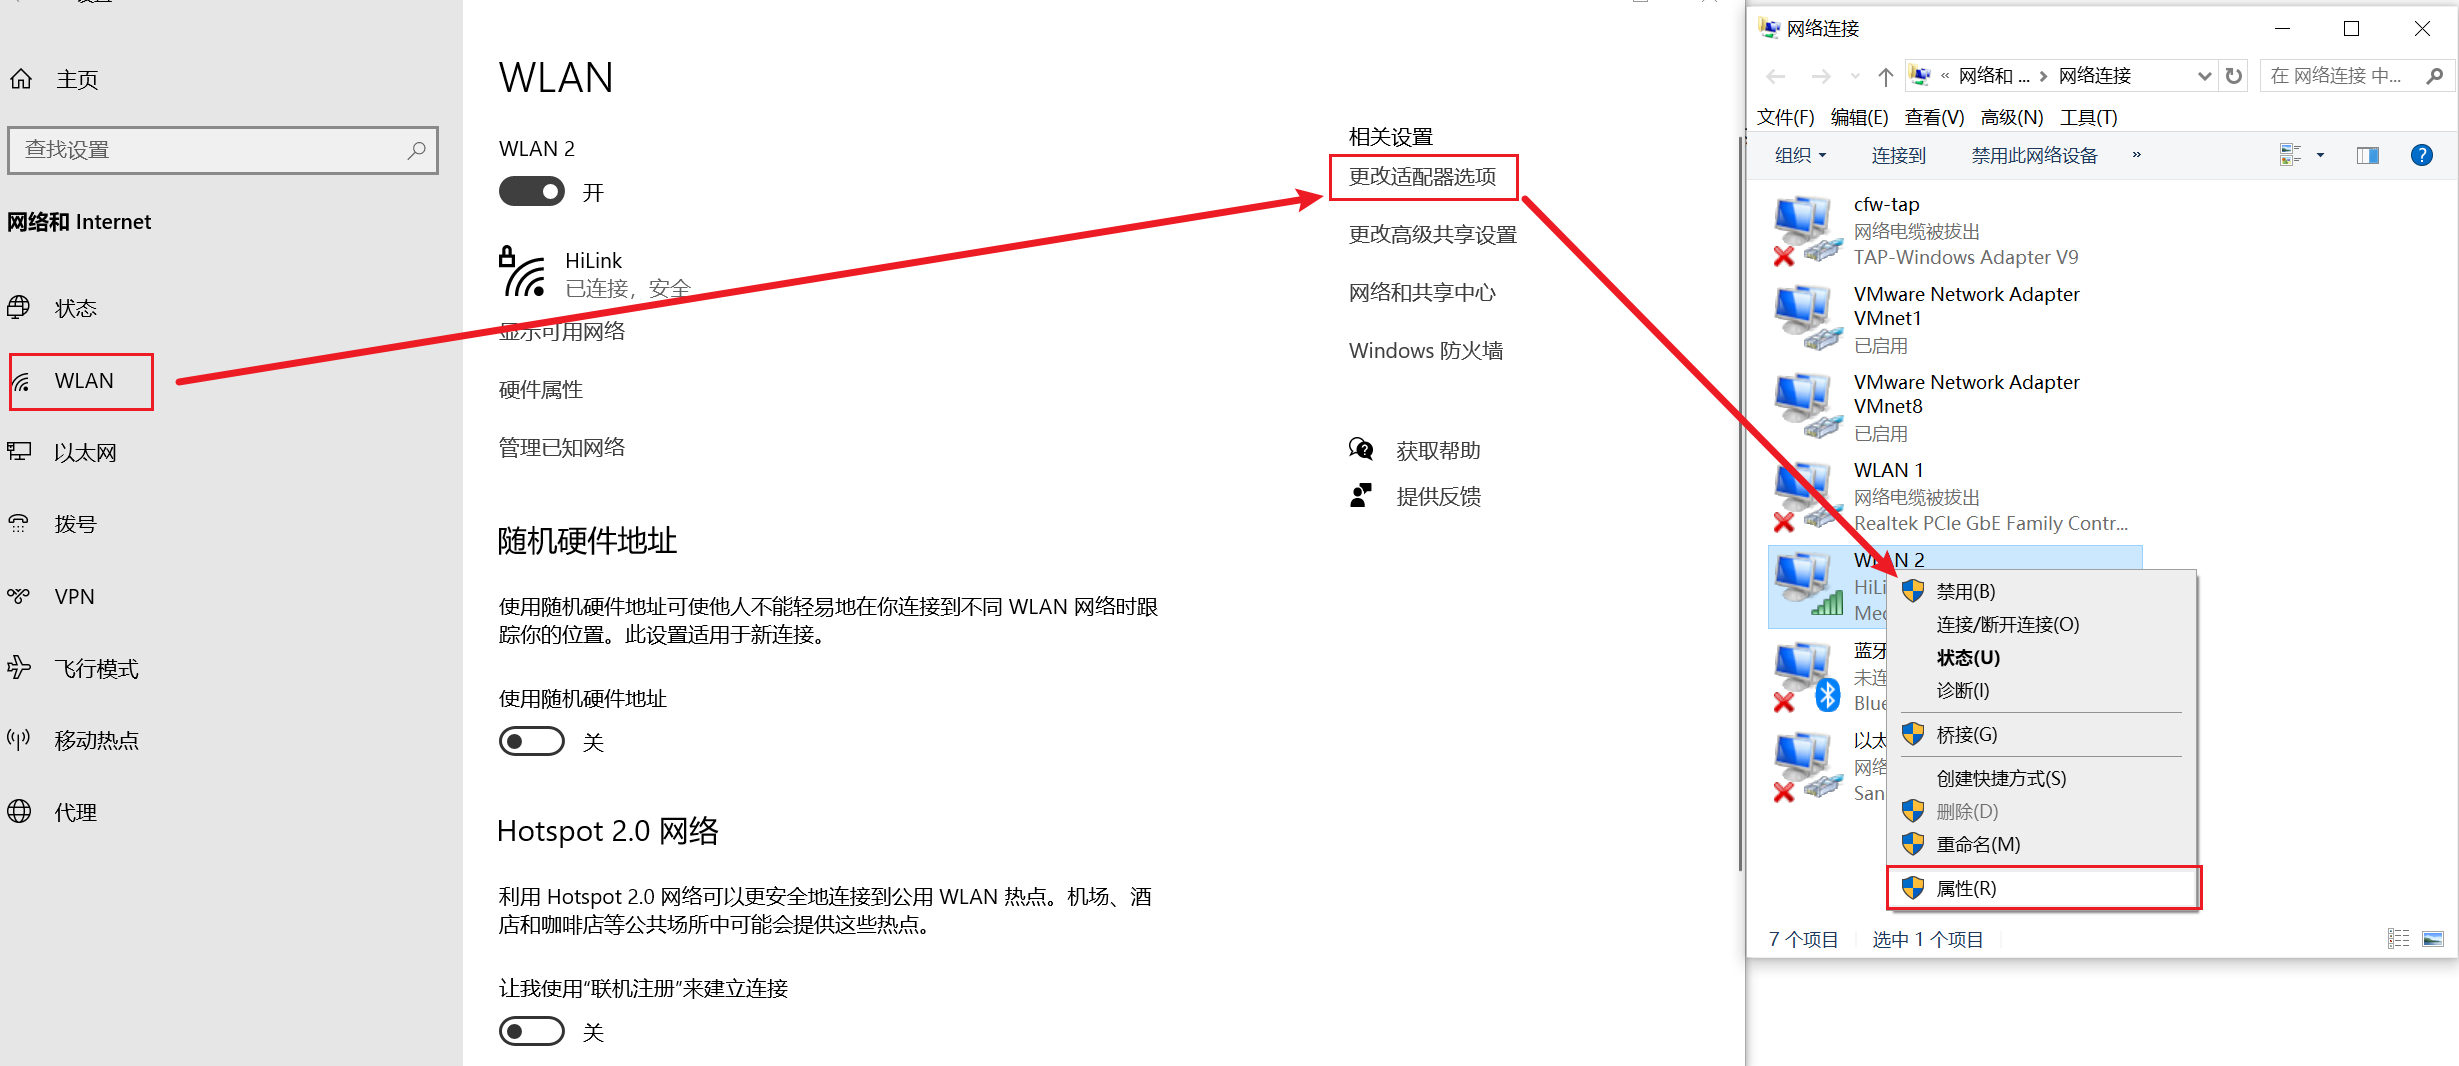 主页
查找设置
网络和 Internet
状态
WLAN
以太网
拨号
VPN
飞行模式
移动热点
代理
WLAN
WLAN 2
开
HiLink
已连接，安全
显示可用网络
硬件属性
管理已知网络
随机硬件地址
使用随机硬件地址可使他人不能轻易地在你连接到不同 WLAN 网络时跟
踪你的位置。此设置适用于新连接。
使用随机硬件地址
关
Hotspot 2.0 网络
利用 Hotspot 2.0 网络可以更安全地连接到公用 WLAN 热点。机场、酒
店和咖啡店等公共场所中可能会提供这些热点。
让我使用“联机注册”来建立连接
关
相关设置
更改适配器选项
更改高级共享设置
网络和共享中心
Windows 防火墙
获取帮助
提供反馈
网络连接
« 网络和 ... > 网络连接
在 网络连接 中...
文件(F) 编辑(E) 查看(V) 高级(N) 工具(T)
组织 连接到 禁用此网络设备 »
cfw-tap
网络电缆被拔出
TAP-Windows Adapter V9
VMware Network Adapter
VMnet1
已启用
VMware Network Adapter
VMnet8
已启用
WLAN 1
网络电缆被拔出
Realtek PCIe GbE Family Contr...
WLAN 2
禁用(B)
连接/断开连接(O)
状态(U)
诊断(I)
桥接(G)
创建快捷方式(S)
删除(D)
重命名(M)
属性(R)
7 个项目 选中 1 个项目